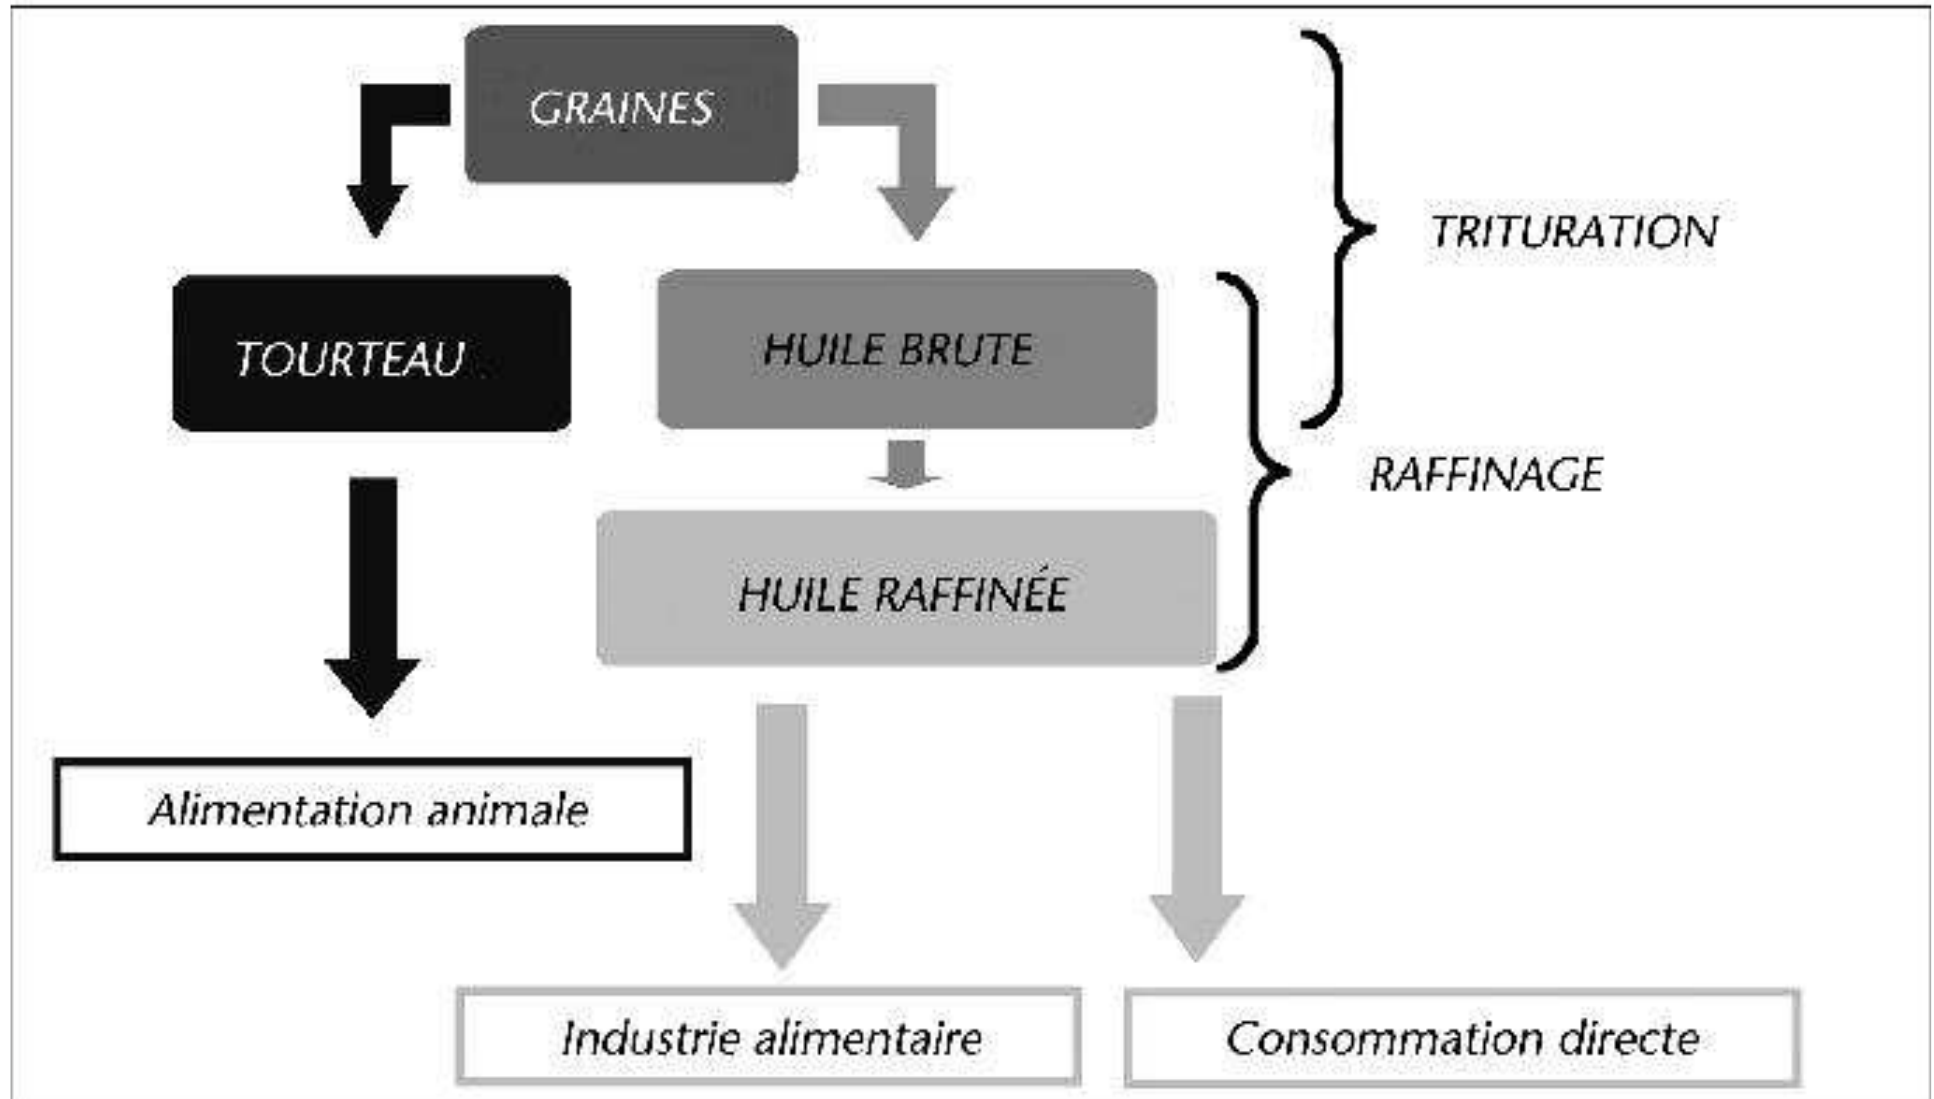 GRAINES
TRITURATION
TOURTEAU
HUILE BRUTE
RAFFINAGE
HUILE RAFFINÉE
Alimentation animale
Industrie alimentaire
Consommation directe